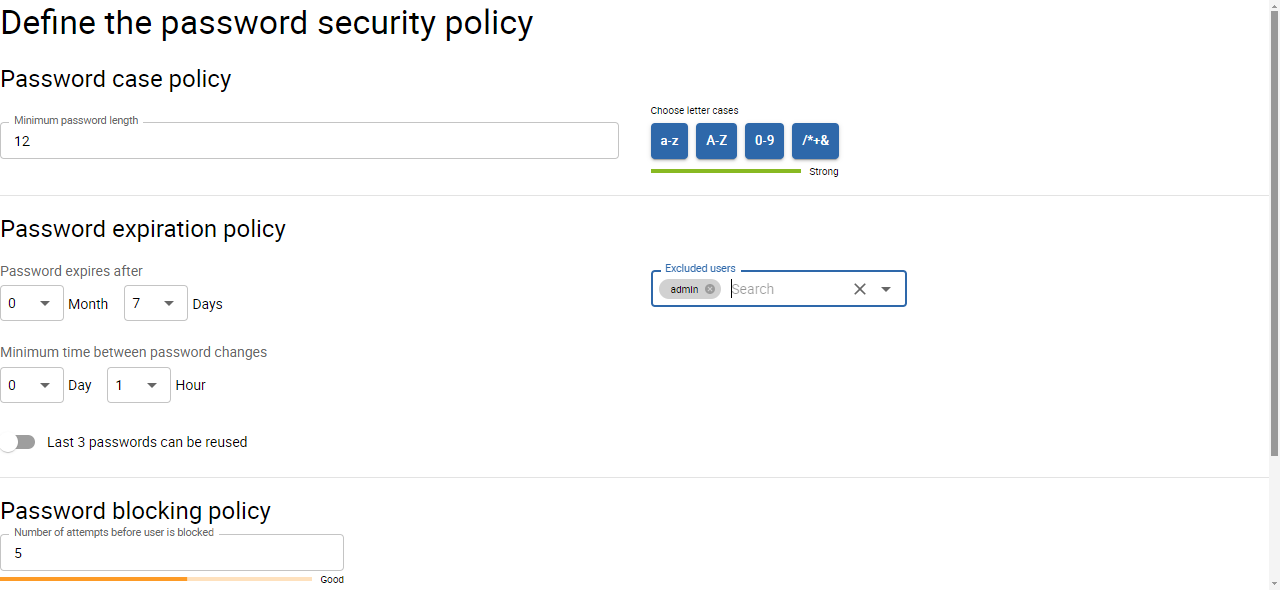 Define the password security policy
Password case policy
Minimum password length
12
Choose letter cases
a-z A-Z 0-9 /*+&
Strong
Password expiration policy
Password expires after
0 Month 7 Days
Excluded users
admin Search
Minimum time between password changes
0 Day 1 Hour
Last 3 passwords can be reused
Password blocking policy
Number of attempts before user is blocked
5
Good